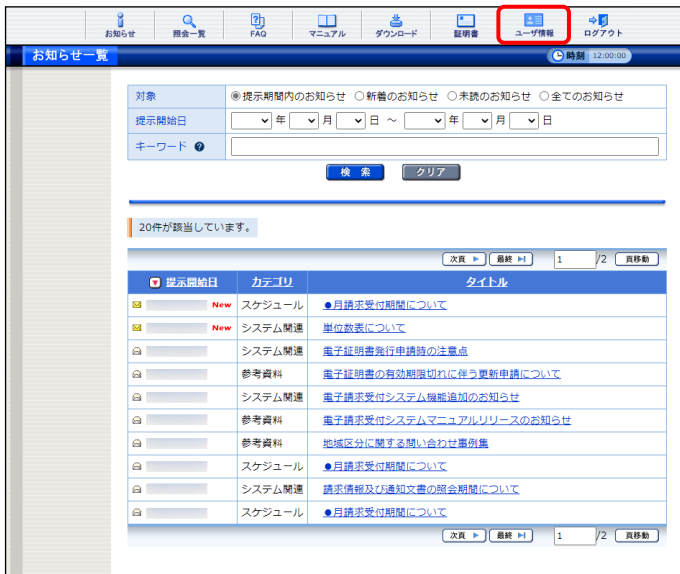 お知らせ 照会一覧 FAQ マニュアル ダウンロード 証明書 ユーザ情報 ログアウト
お知らせ一覧 時刻 12:00:00
対象 提示期間内のお知らせ 新着のお知らせ 未読のお知らせ 全てのお知らせ
提示開始日 年 月 日 ～ 年 月 日
キーワード ?
検 索 クリア
20件が該当しています。
次頁 最終 1 /2 頁移動
提示開始日 カテゴリ タイトル
New スケジュール ●月請求受付期間について
New システム関連 単位数表について
システム関連 電子証明書発行申請時の注意点
参考資料 電子証明書の有効期限切れに伴う更新申請について
システム関連 電子請求受付システム機能追加のお知らせ
参考資料 電子請求受付システムマニュアルリリースのお知らせ
参考資料 地域区分に関する問い合わせ事例集
スケジュール ●月請求受付期間について
システム関連 請求情報及び通知文書の照会期間について
スケジュール ●月請求受付期間について
次頁 最終 1 /2 頁移動